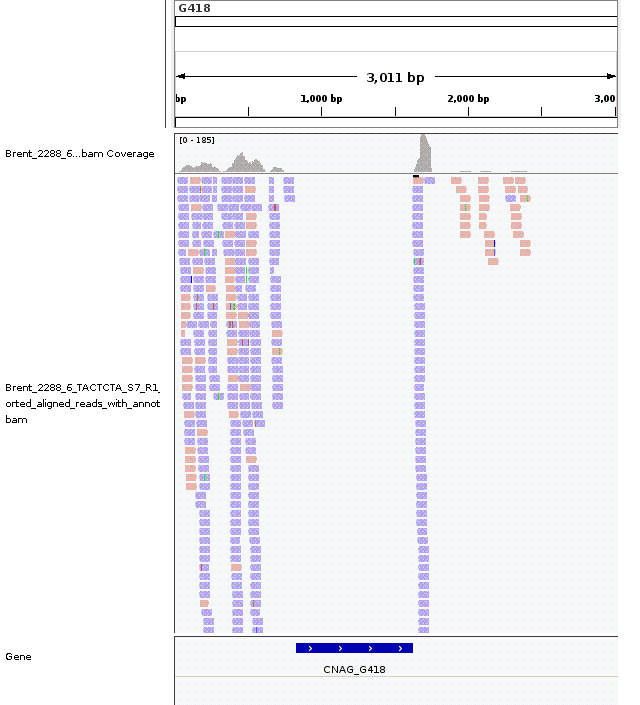 G418
3,011 bp
bp
1,000 bp
2,000 bp
3,00
Brent_2288_6...bam Coverage
[0 - 185]
Brent_2288_6_TACTCTA_S7_R1_
orted_aligned_reads_with_annot
bam
Gene
CNAG_G418